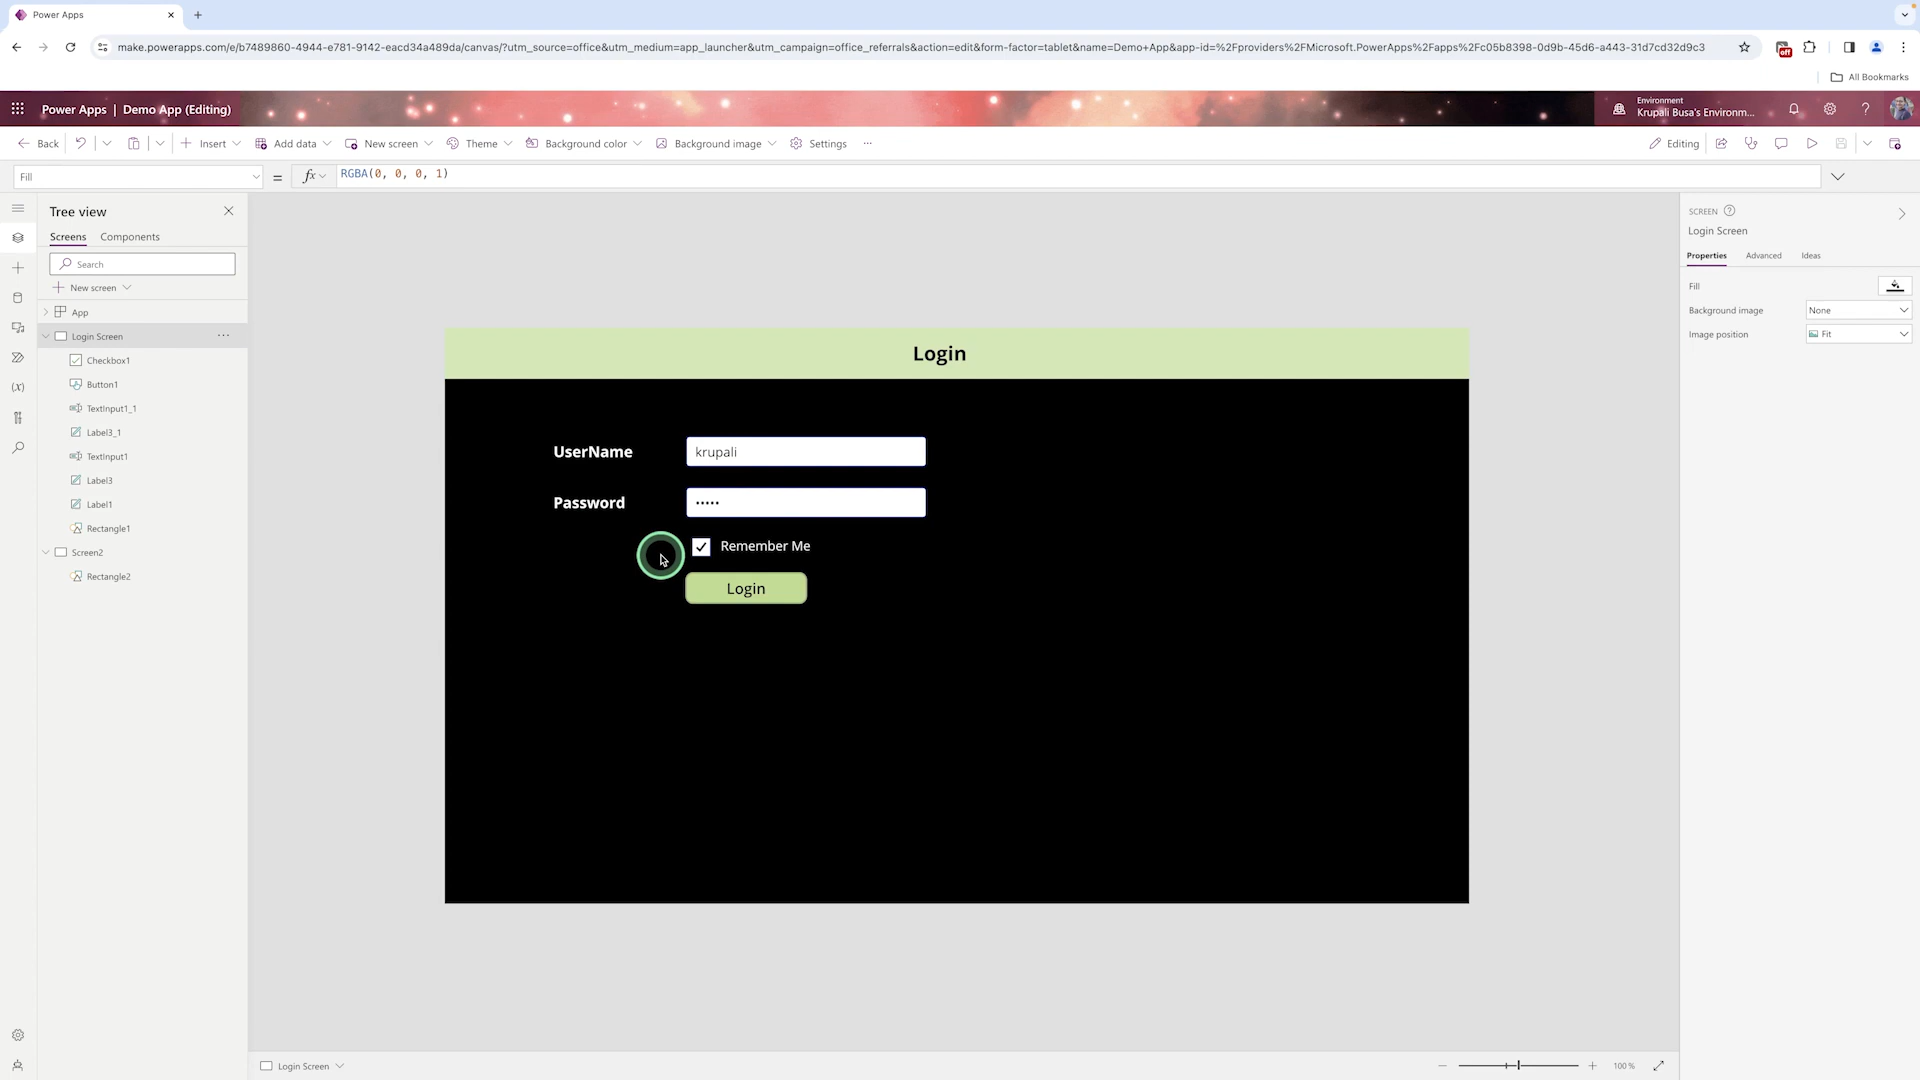 Power Apps
make.powerapps.com/e/b7489860-4944-e781-9142-eacd34a489da/canvas/?utm_source=office&utm_medium=app_launcher&utm_campaign=office_referrals&action=edit&form-factor=tablet&name=Demo+App&app-id=%2Fproviders%2FMicrosoft.PowerApps%2Fapps%2Fc05b8398-0d9b-45d6-a443-31d7cd32d9c3
off
All Bookmarks
Power Apps | Demo App (Editing)
Environment
Krupali Busa's Environm...
Back
Insert
Add data
New screen
Theme
Background color
Background image
Settings
Editing
Fill
= fx RGBA(0, 0, 0, 1)
Tree view
Screens
Components
Search
New screen
App
Login Screen
Checkbox1
Button1
TextInput1_1
Label3_1
TextInput1
Label3
Label1
Rectangle1
Screen2
Rectangle2
Login
UserName
krupali
Password
Remember Me
Login
SCREEN
Login Screen
Properties
Advanced
Ideas
Fill
Background image
None
Image position
Fit
Login Screen
100 %